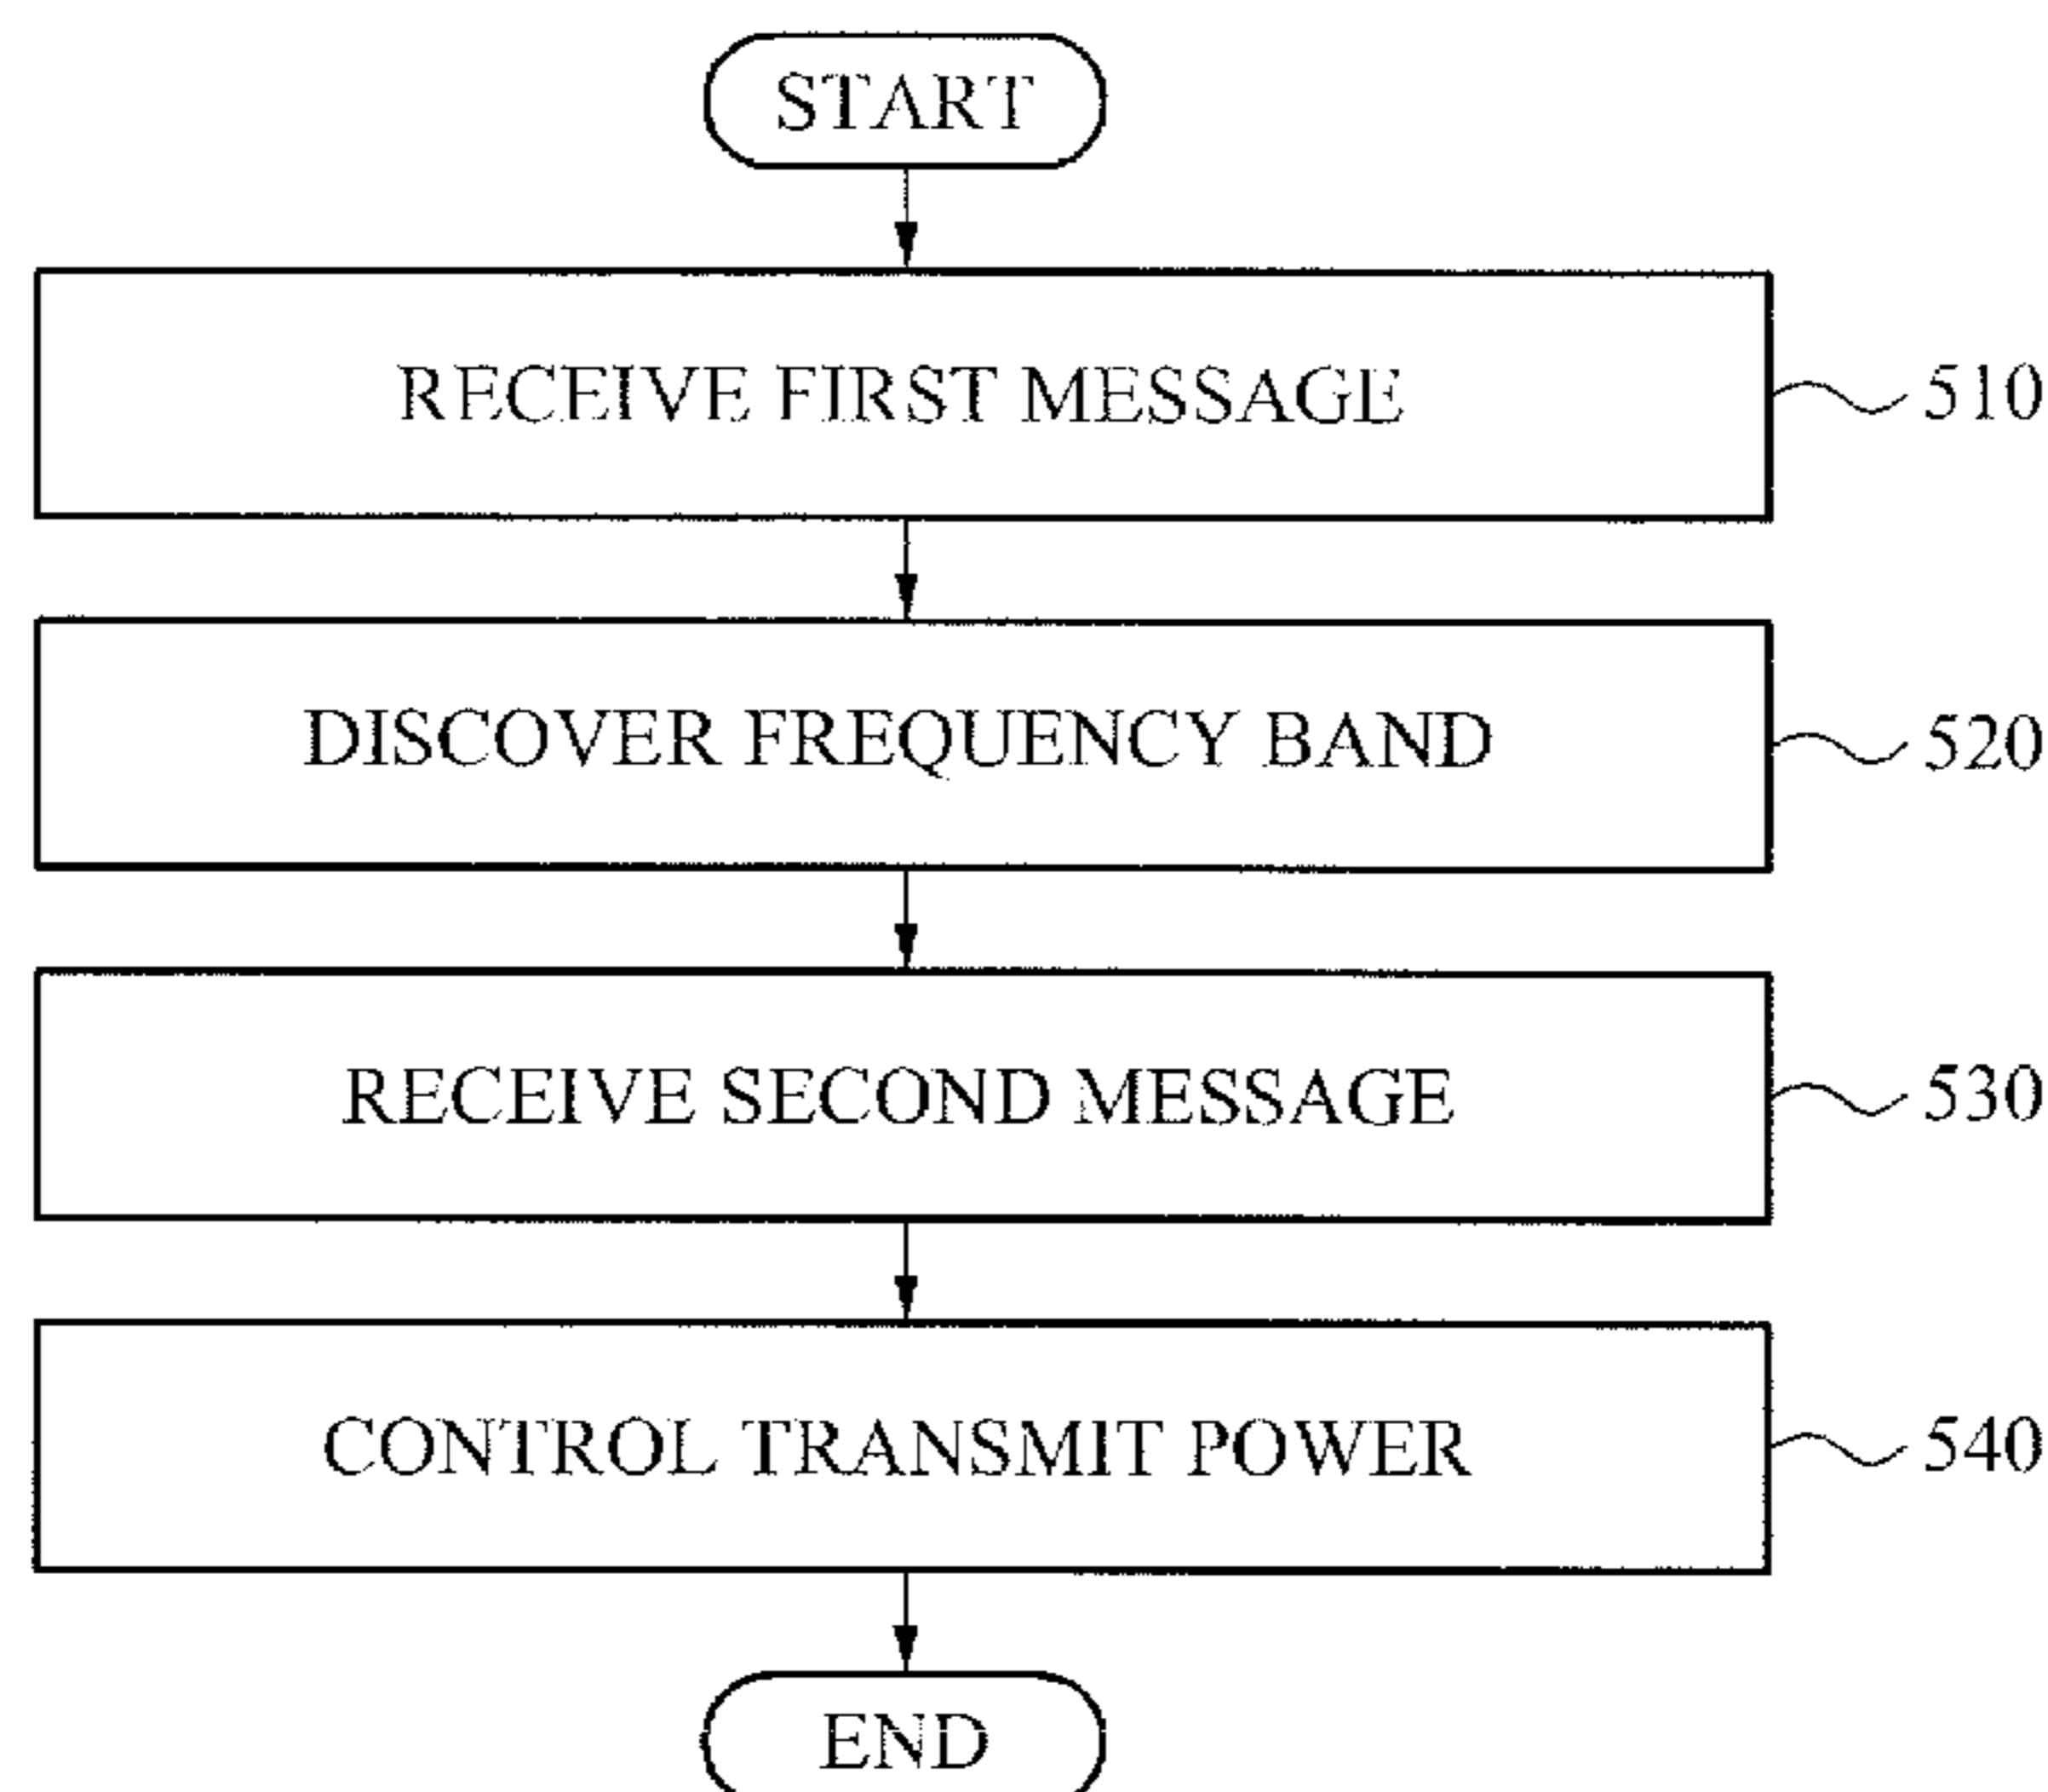 START
RECEIVE FIRST MESSAGE
510
DISCOVER FREQUENCY BAND
520
RECEIVE SECOND MESSAGE
530
CONTROL TRANSMIT POWER
540
END